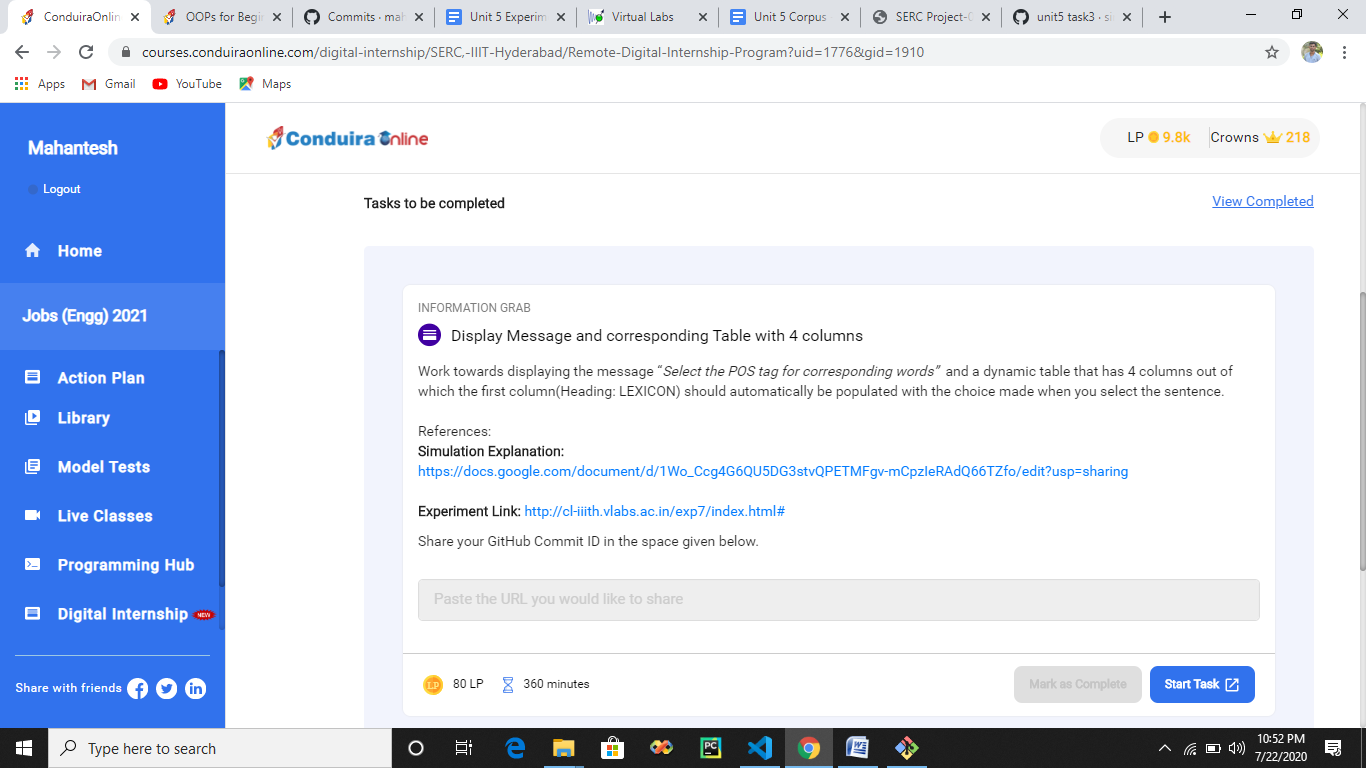 ConduiraOnlin
OOPs for Begi
Commits · mah
Unit 5 Experim
Virtual Labs
Unit 5 Corpus
SERC Project-C
unit5 task3 · si
courses.conduiraonline.com/digital-internship/SERC,-IIIT-Hyderabad/Remote-Digital-Internship-Program?uid=1776&gid=1910
Apps
Gmail
YouTube
Maps
Mahantesh
Logout
Home
Jobs (Engg) 2021
Action Plan
Library
Model Tests
Live Classes
Programming Hub
Digital Internship NEW
Share with friends
Conduira Online
LP 9.8k Crowns 218
Tasks to be completed
View Completed
INFORMATION GRAB
Display Message and corresponding Table with 4 columns
Work towards displaying the message “Select the POS tag for corresponding words” and a dynamic table that has 4 columns out of
which the first column(Heading: LEXICON) should automatically be populated with the choice made when you select the sentence.
References:
Simulation Explanation:
https://docs.google.com/document/d/1Wo_Ccg4G6QU5DG3stvQPETMFgv-mCpzIeRAdQ66TZfo/edit?usp=sharing
Experiment Link: http://cl-iiith.vlabs.ac.in/exp7/index.html#
Share your GitHub Commit ID in the space given below.
Paste the URL you would like to share
LP 80 LP 360 minutes
Mark as Complete
Start Task
Type here to search
PC
10:52 PM
7/22/2020